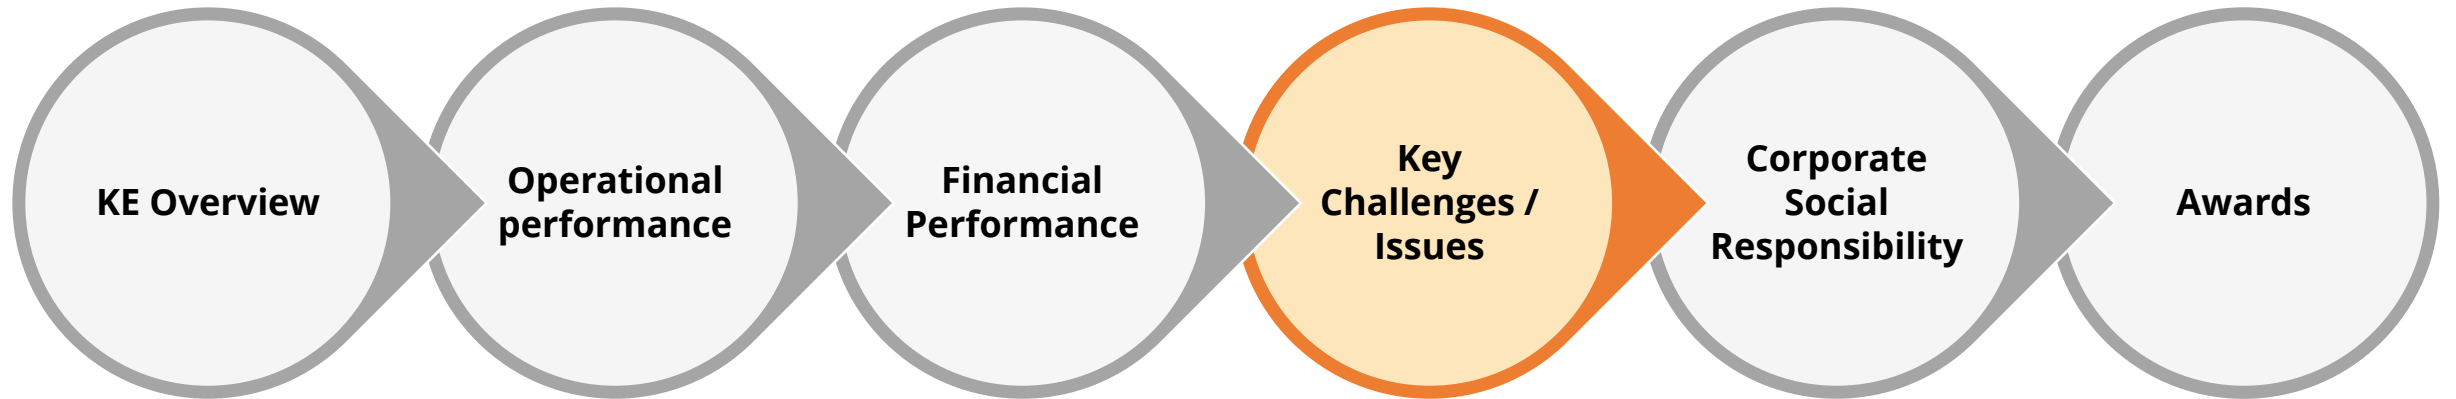 KE Overview
Operational
performance
Financial
Performance
Key
Challenges /
Issues
Corporate
Social
Responsibility
Awards